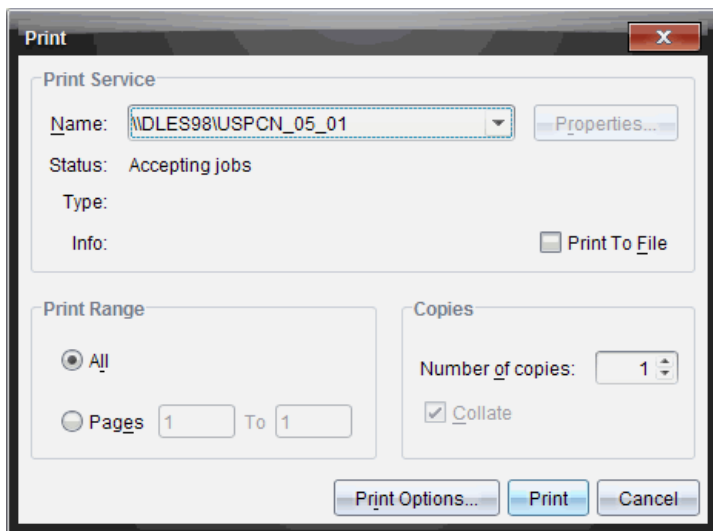 Print
Print Service
Name: \\DLES98\USPCN_05_01 Properties...
Status: Accepting jobs
Type:
Info: Print To File
Print Range
All
Pages 1 To 1
Copies
Number of copies: 1
Collate
Print Options... Print Cancel